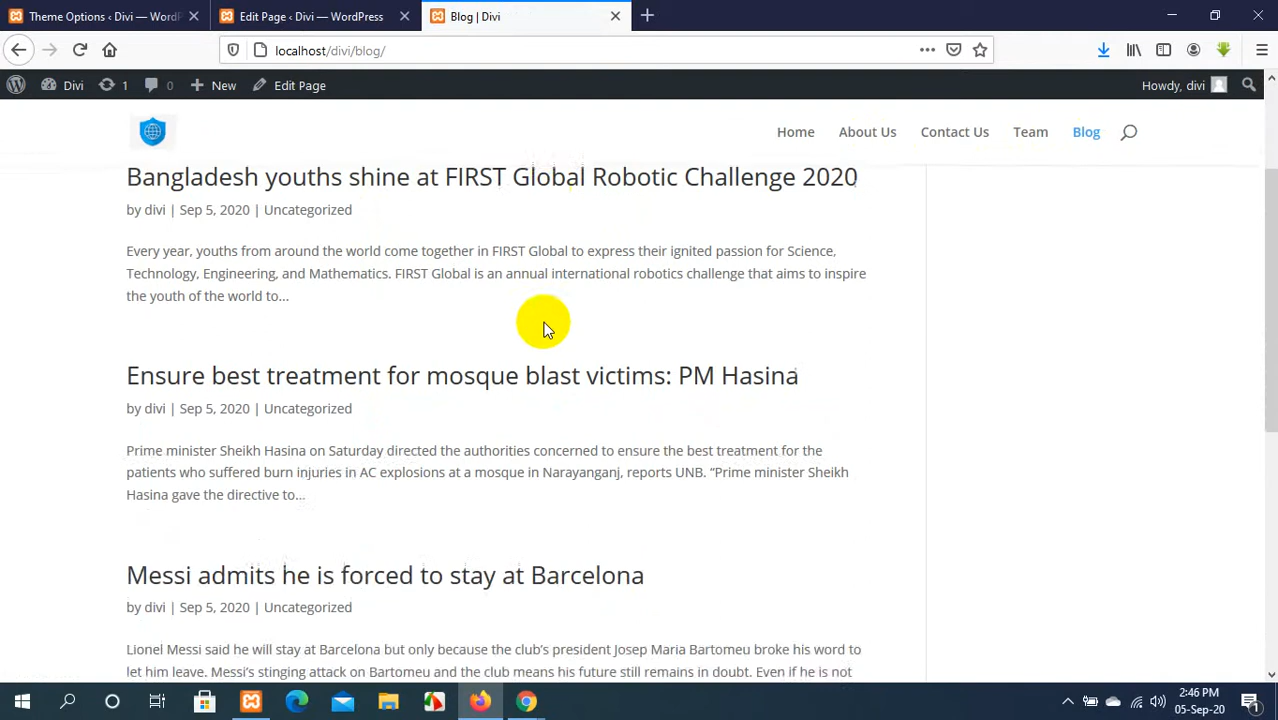 Theme Options ‹ Divi — WordP
Edit Page ‹ Divi — WordPress
Blog | Divi
localhost/divi/blog/
Divi
1
0
New
Edit Page
Howdy, divi
Home
About Us
Contact Us
Team
Blog
Bangladesh youths shine at FIRST Global Robotic Challenge 2020
by divi | Sep 5, 2020 | Uncategorized
Every year, youths from around the world come together in FIRST Global to express their ignited passion for Science,
Technology, Engineering, and Mathematics. FIRST Global is an annual international robotics challenge that aims to inspire
the youth of the world to...
Ensure best treatment for mosque blast victims: PM Hasina
by divi | Sep 5, 2020 | Uncategorized
Prime minister Sheikh Hasina on Saturday directed the authorities concerned to ensure the best treatment for the
patients who suffered burn injuries in AC explosions at a mosque in Narayanganj, reports UNB. “Prime minister Sheikh
Hasina gave the directive to...
Messi admits he is forced to stay at Barcelona
by divi | Sep 5, 2020 | Uncategorized
Lionel Messi said he will stay at Barcelona but only because the club’s president Josep Maria Bartomeu broke his word to
let him leave. Messi’s stinging attack on Bartomeu and the club means his future still remains in doubt. Even if he is not
2:46 PM
05-Sep-20
1